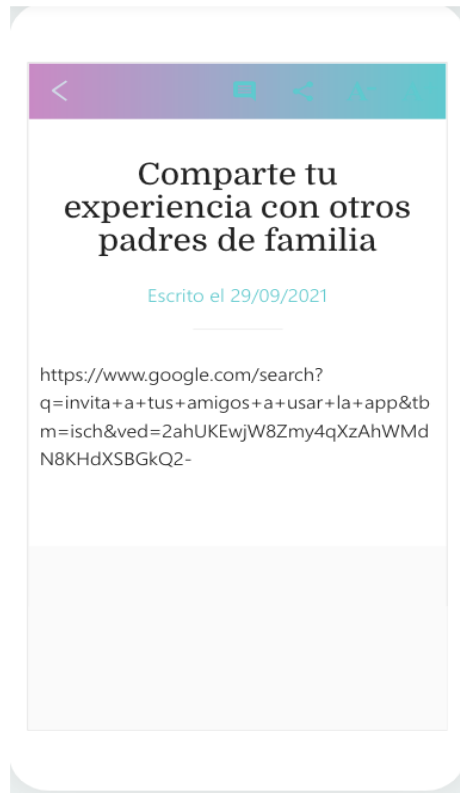 Comparte tu
experiencia con otros
padres de familia
Escrito el 29/09/2021
https://www.google.com/search?
q=invita+a+tus+amigos+a+usar+la+app&tb
m=isch&ved=2ahUKEwjW8Zmy4qXzAhWMd
N8KHdXSBGkQ2-